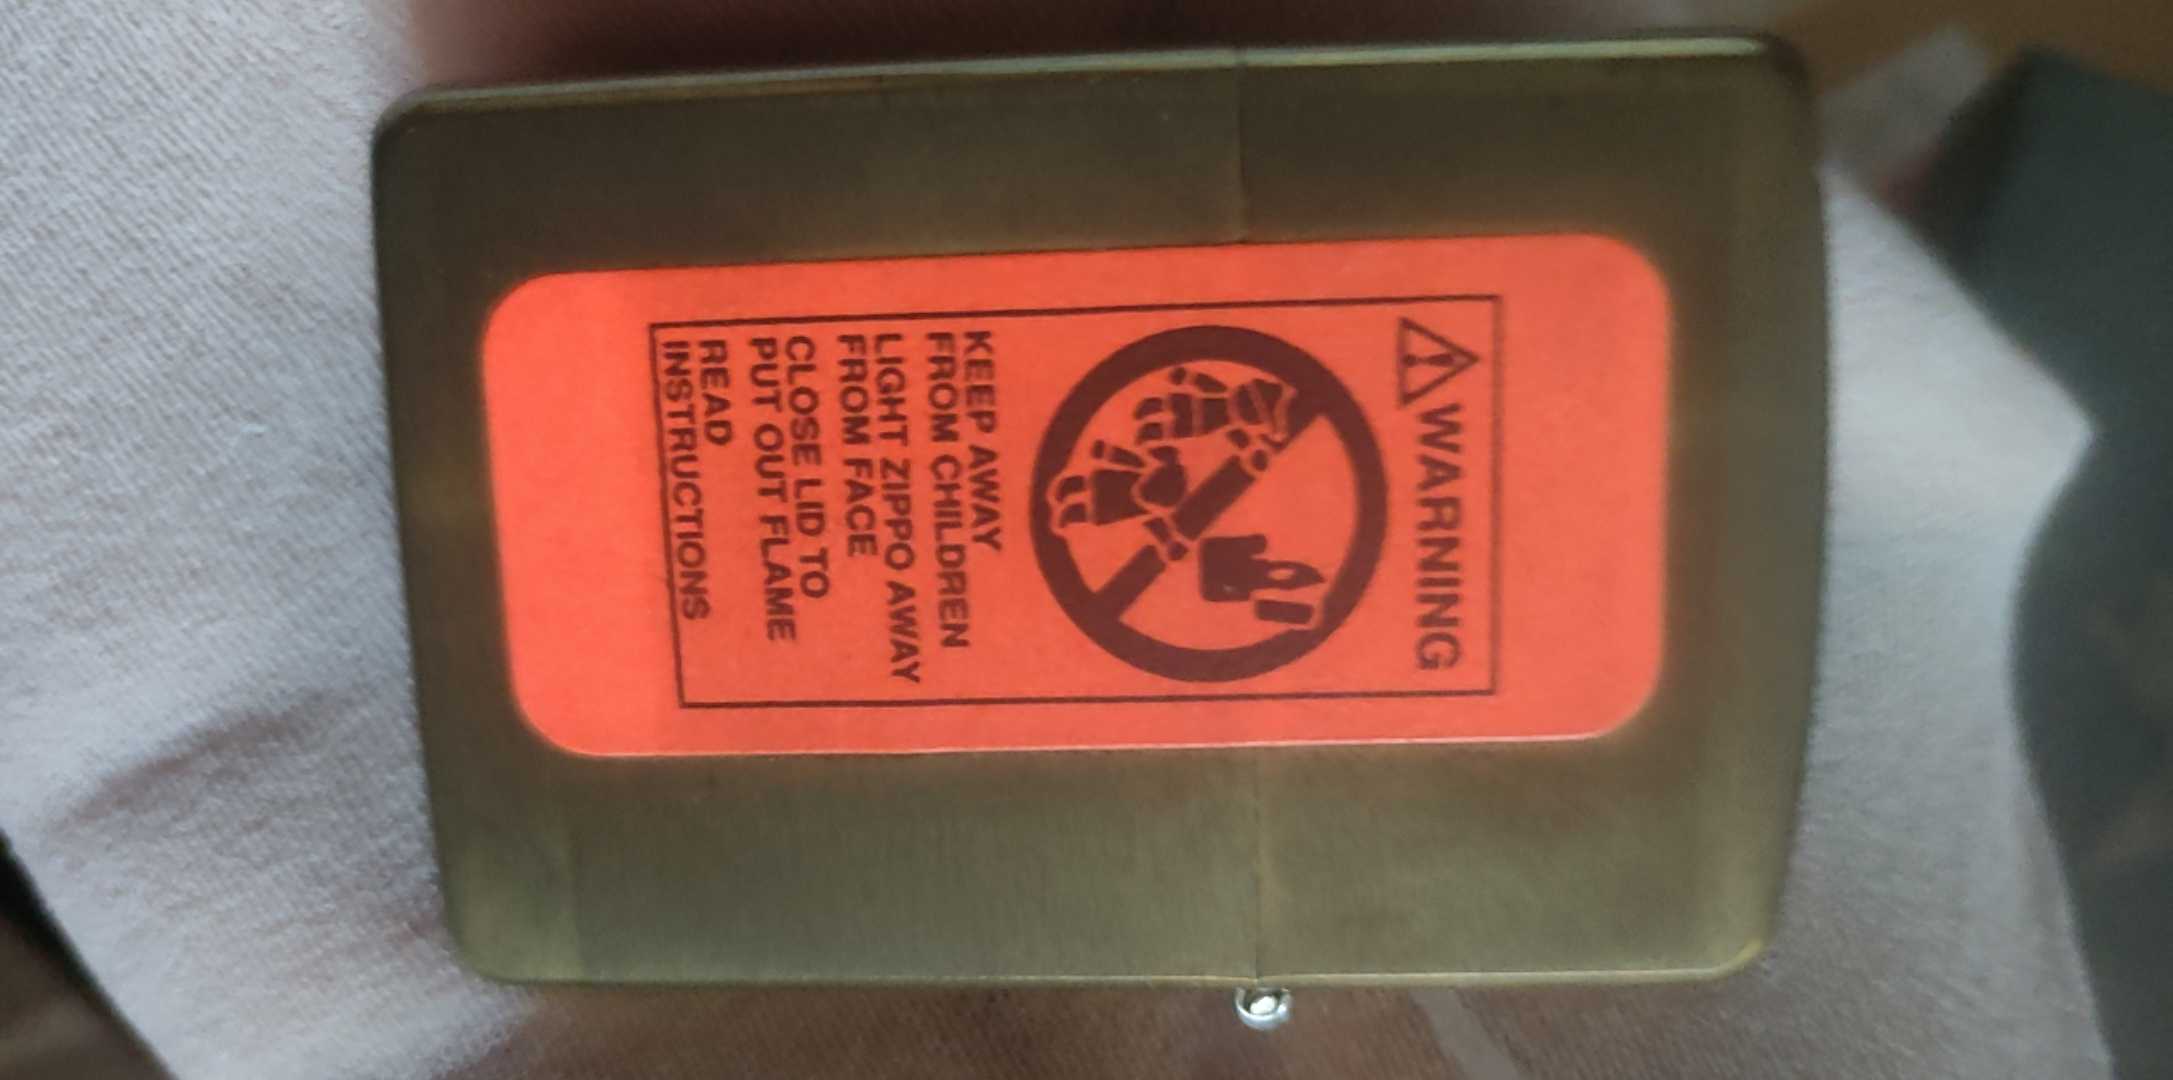 WARNING
KEEP AWAY
FROM CHILDREN
LIGHT ZIPPO AWAY
FROM FACE
CLOSE LID TO
PUT OUT FLAME
READ
INSTRUCTIONS